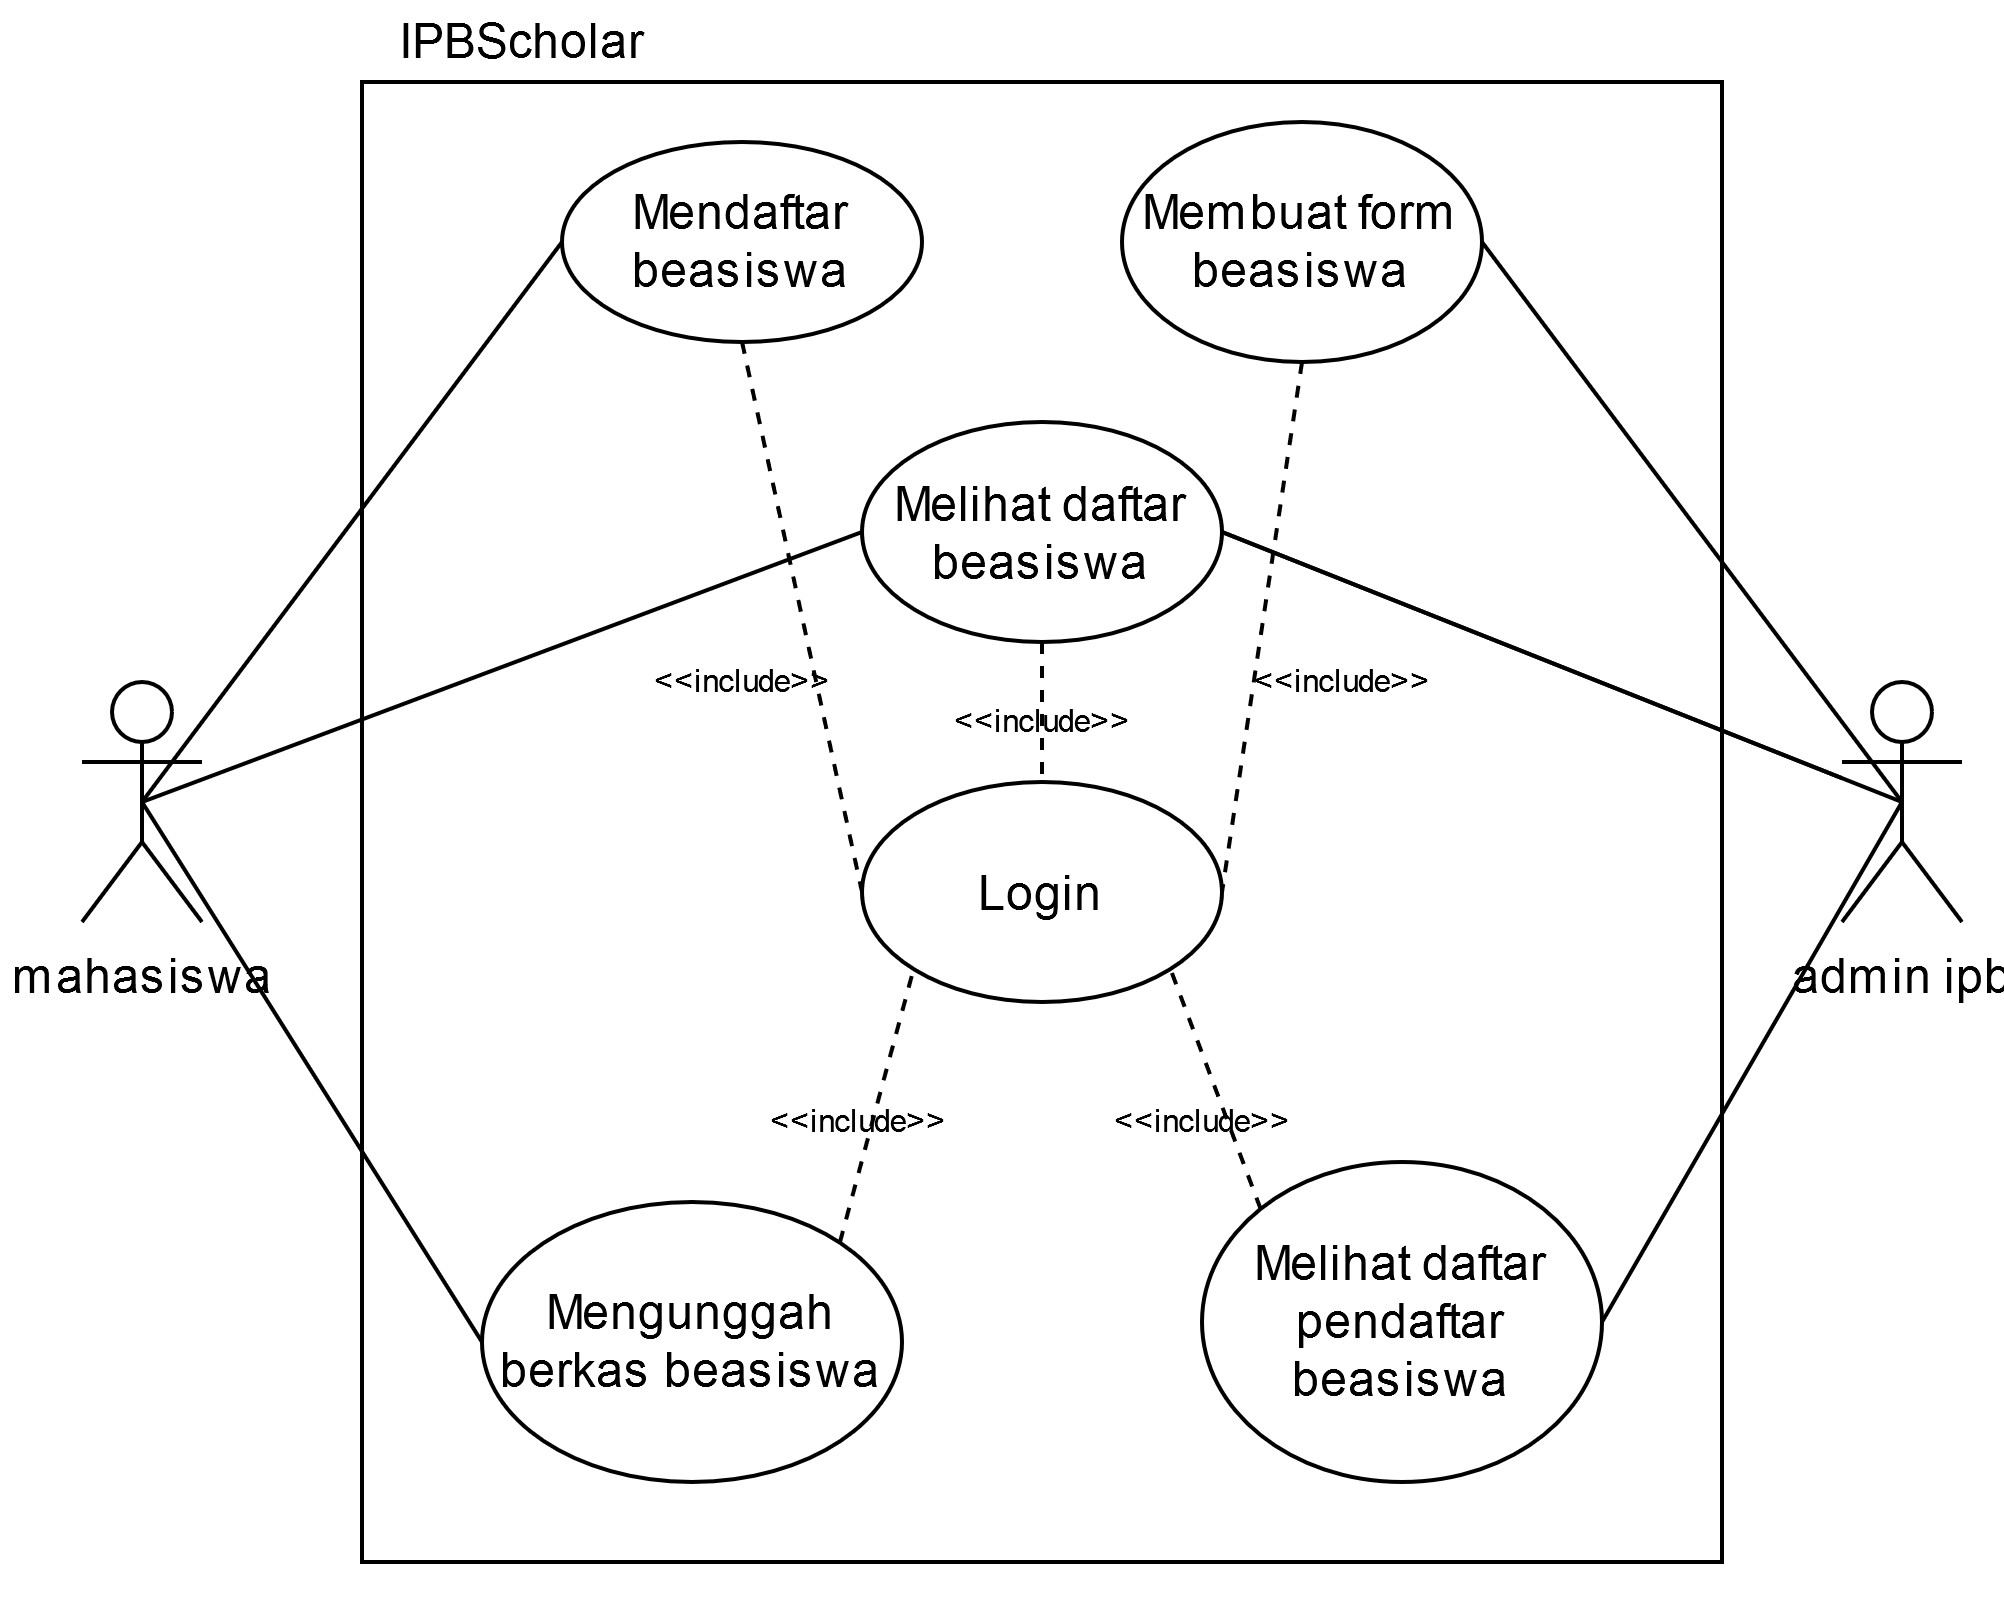 IPBScholar
Mendaftar
beasiswa
Membuat form
beasiswa
Melihat daftar
beasiswa
<<include>>
<<include>>
<<include>>
Login
mahasiswa
admin ipb
<<include>>
<<include>>
Mengunggah
berkas beasiswa
Melihat daftar
pendaftar
beasiswa